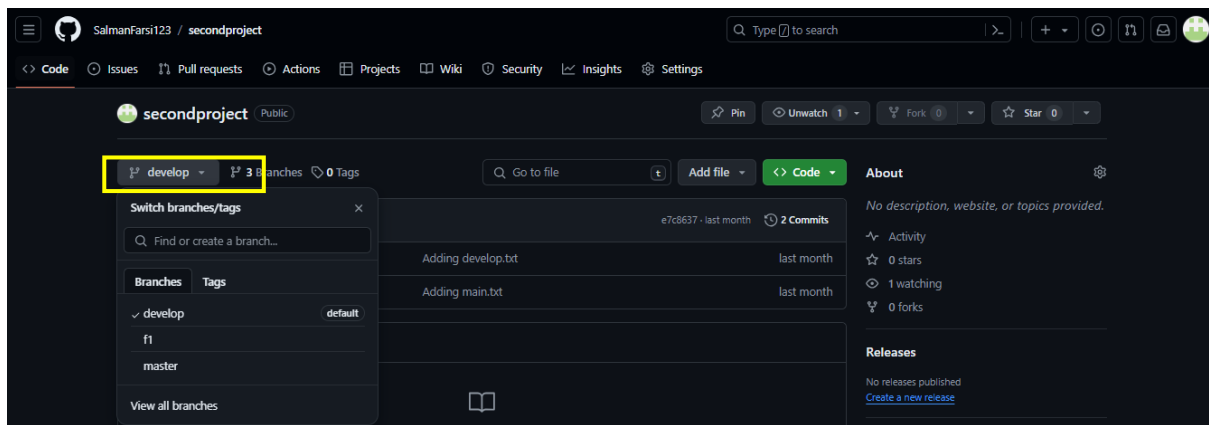 SalmanFarsi123 / secondproject
Type / to search
Code Issues Pull requests Actions Projects Wiki Security Insights Settings
secondproject Public
Pin Unwatch 1 Fork 0 Star 0
develop 3 Branches 0 Tags
Go to file t Add file Code
Switch branches/tags
Find or create a branch...
Branches Tags
develop default
f1
master
View all branches
e7c8637 · last month 2 Commits
Adding develop.txt last month
Adding main.txt last month
About
No description, website, or topics provided.
Activity
0 stars
1 watching
0 forks
Releases
No releases published
Create a new release